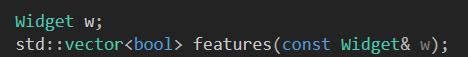 Widget w;
std::vector<bool> features(const Widget& w);